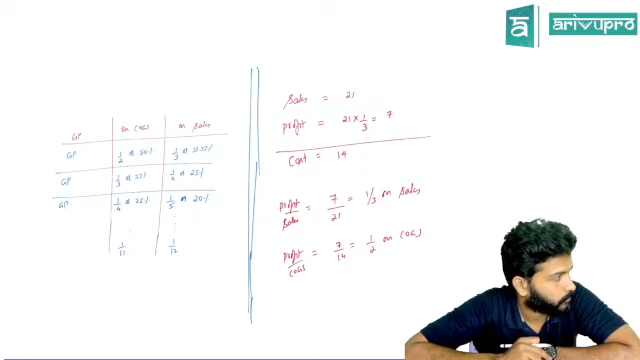 arivupro
GP on COGS on Sales
GP 1/2 or 50% 1/3 or 33.33%
GP 1/3 or 33% 1/4 or 25%
GP 1/4 or 25% 1/5 or 20%
1/11 1/12
Sales = 21
Profit = 21 x 1/3 = 7
Cost = 14
Profit/Sales = 7/21 = 1/3 on Sales
Profit/COGS = 7/14 = 1/2 on COGS